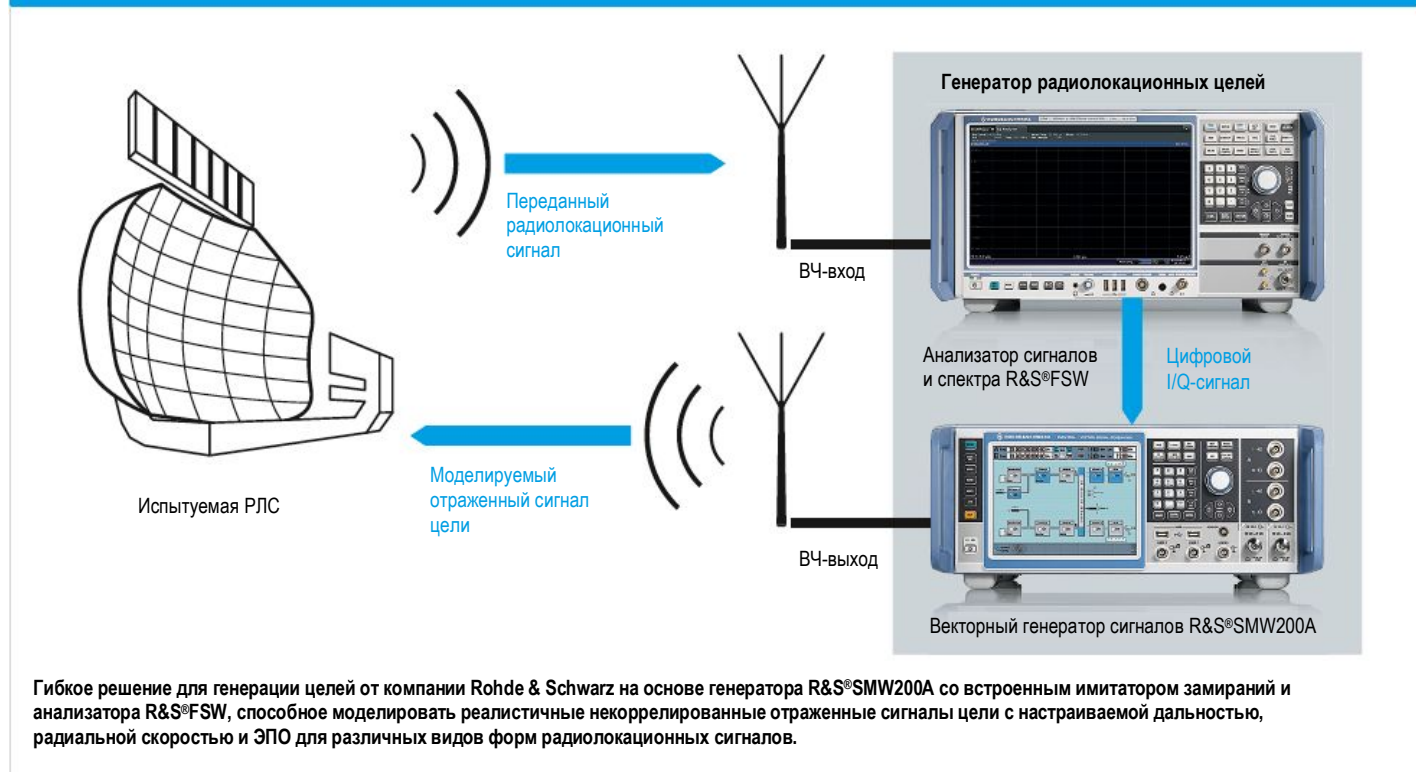 Генератор радиолокационных целей
Переданный
радиолокационный
сигнал
ВЧ-вход
Анализатор сигналов
и спектра R&S®FSW
Цифровой
I/Q-сигнал
Моделируемый
отраженный сигнал
цели
Испытуемая РЛС
ВЧ-выход
Векторный генератор сигналов R&S®SMW200A
Гибкое решение для генерации целей от компании Rohde & Schwarz на основе генератора R&S®SMW200A со встроенным имитатором замираний и
анализатора R&S®FSW, способное моделировать реалистичные некоррелированные отраженные сигналы цели с настраиваемой дальностью,
радиальной скоростью и ЭПО для различных видов форм радиолокационных сигналов.